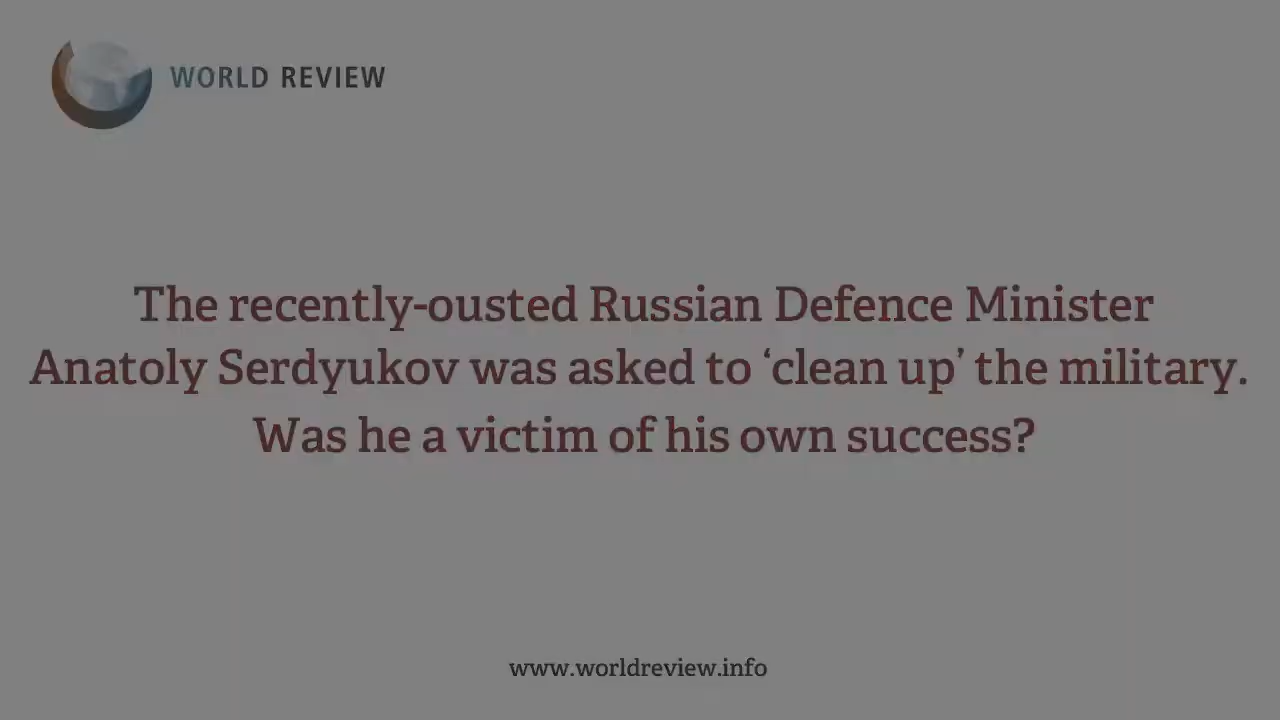 WORLD REVIEW
The recently-ousted Russian Defence Minister
Anatoly Serdyukov was asked to ‘clean up’ the military.
Was he a victim of his own success?
www.worldreview.info